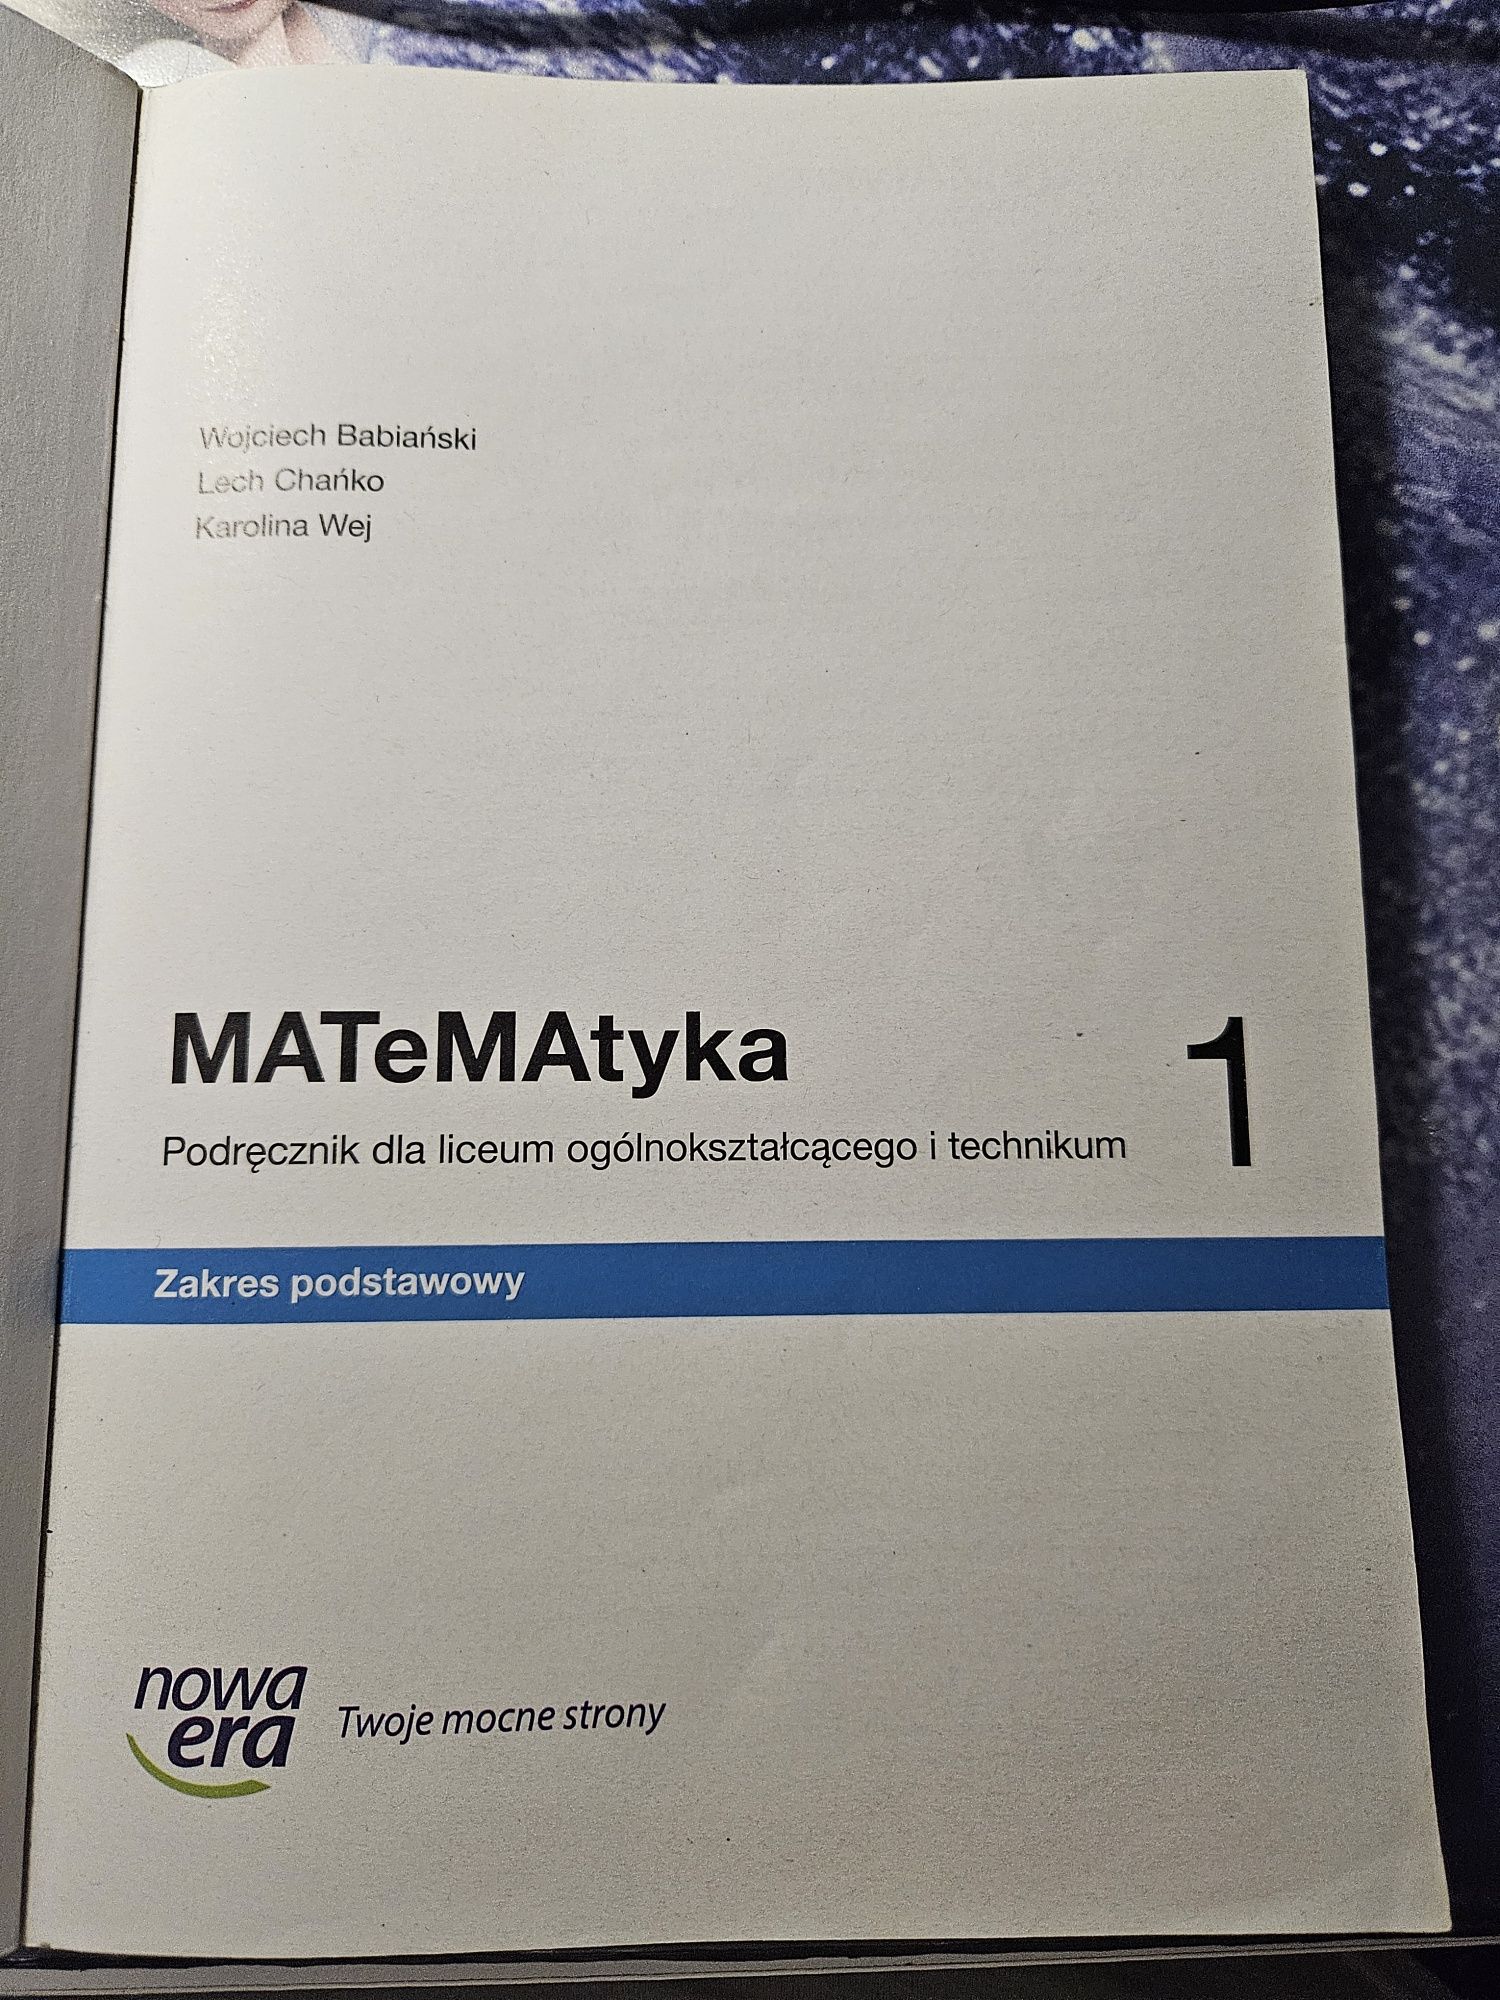 Wojciech Babiański
Lech Chańko
Karolina Wej
MATeMAtyka 1
Podręcznik dla liceum ogólnokształcącego i technikum
Zakres podstawowy
nowa
era
Twoje mocne strony